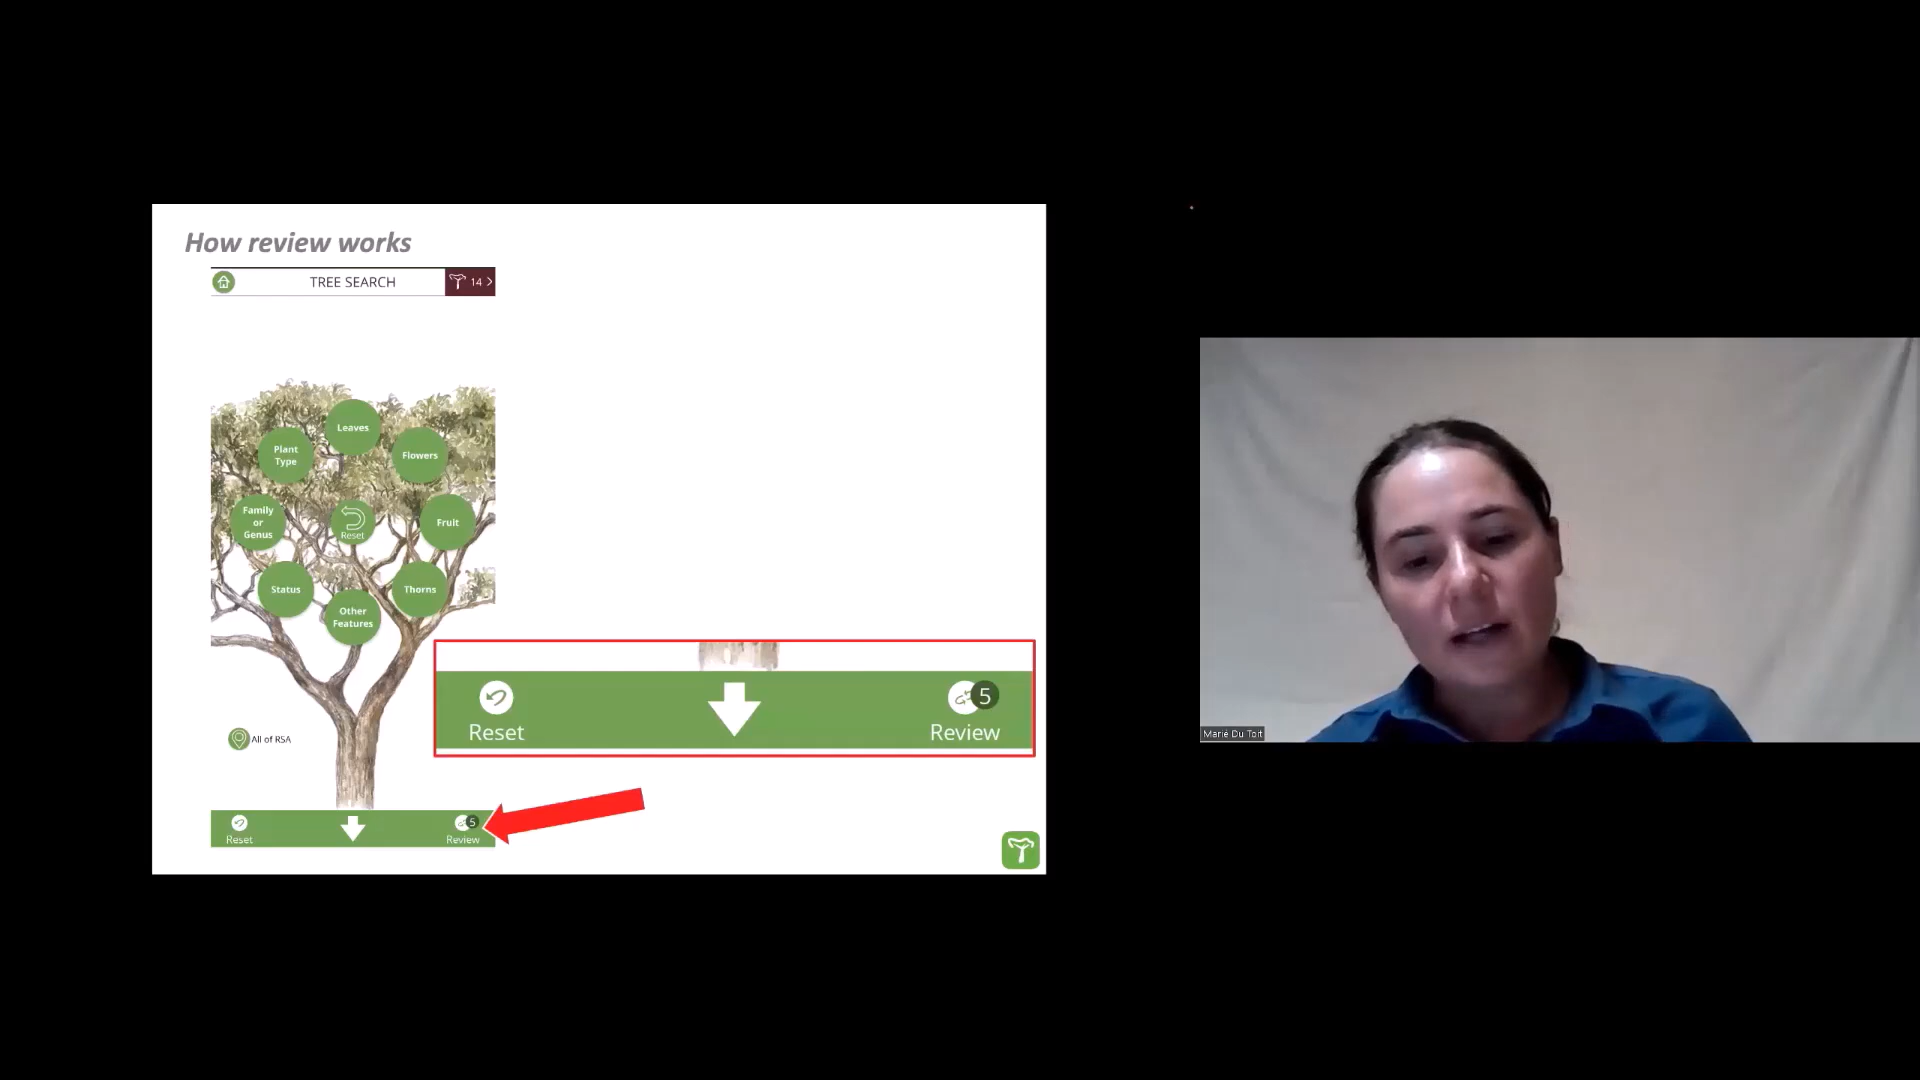 How review works
TREE SEARCH
14
Leaves
Plant
Type
Flowers
Family
or
Genus
Reset
Fruit
Status
Thorns
Other
Features
All of RSA
Reset
5
Review
Reset
5
Review
Marié Du Toit